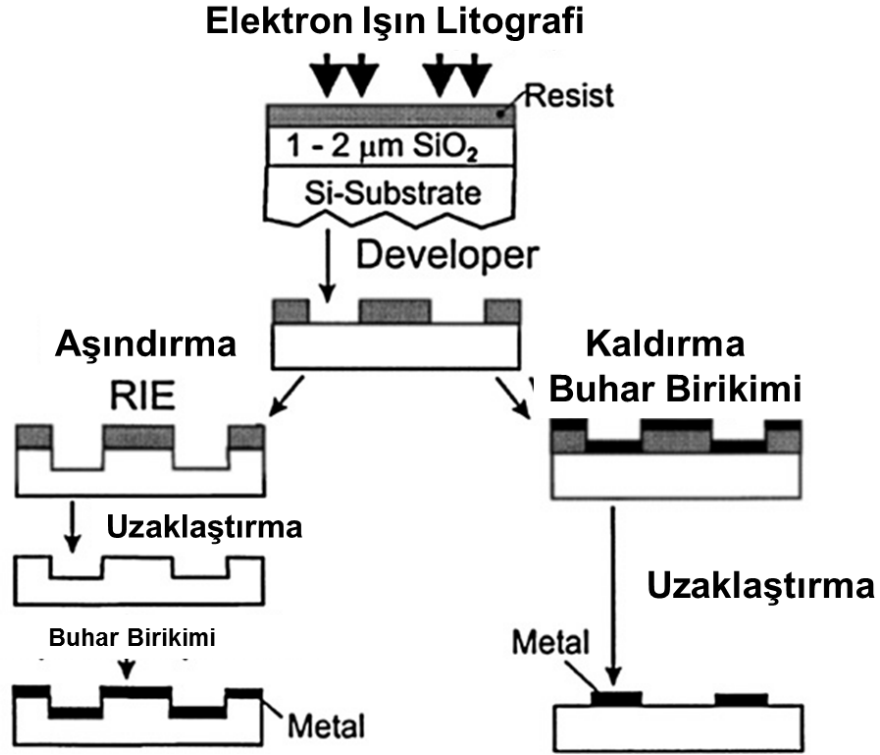 Elektron Işın Litografi
Resist
1 - 2 μm SiO₂
Si-Substrate
Developer
Aşındırma
RIE
Kaldırma
Buhar Birikimi
Uzaklaştırma
Uzaklaştırma
Buhar Birikimi
Metal
Metal